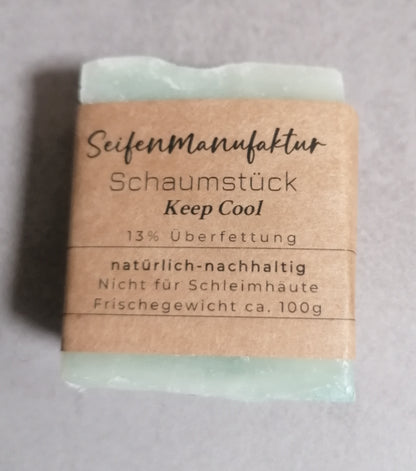 SeifenManufaktur
Schaumstück
Keep Cool
13% Überfettung
natürlich-nachhaltig
Nicht für Schleimhäute
Frischegewicht ca. 100g